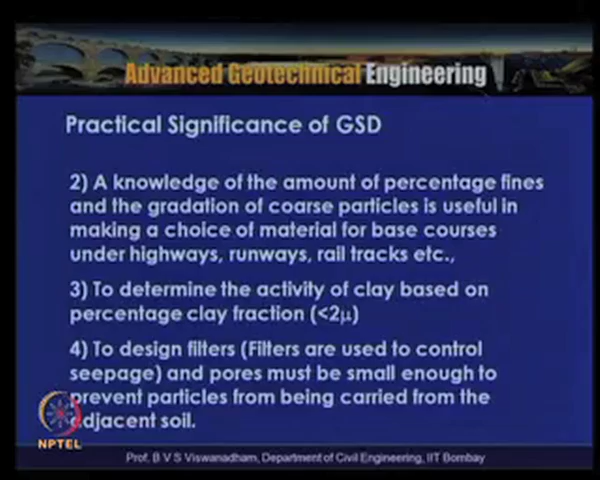 Advanced Geotechnical Engineering
Practical Significance of GSD
2) A knowledge of the amount of percentage fines
and the gradation of coarse particles is useful in
making a choice of material for base courses
under highways, runways, rail tracks etc.,
3) To determine the activity of clay based on
percentage clay fraction (<2μ)
4) To design filters (Filters are used to control
seepage) and pores must be small enough to
prevent particles from being carried from the
adjacent soil.
NPTEL
Prof. B V S Viswanadham, Department of Civil Engineering, IIT Bombay